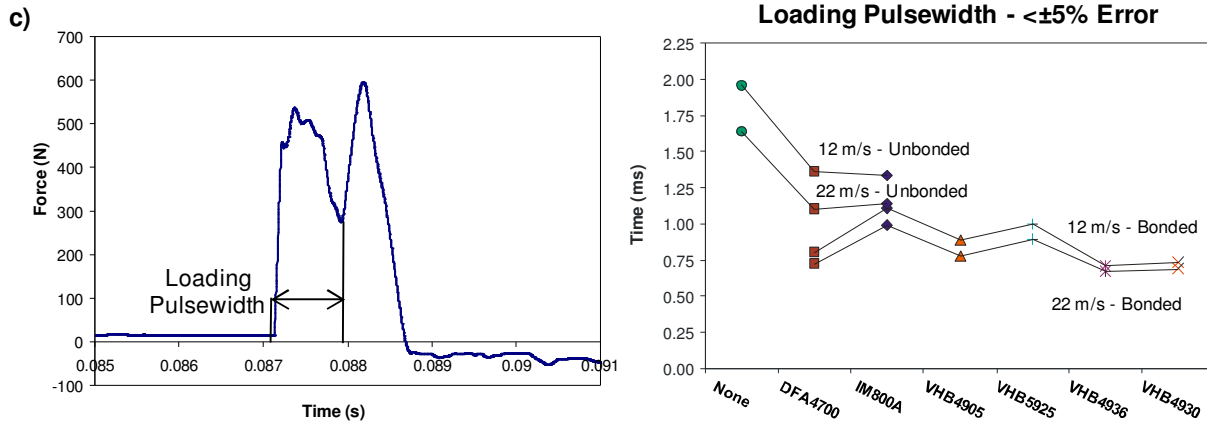 c)
700
600
500
400
300
200
100
0
-100
Force (N)
Loading
Pulsewidth
0.085
0.086
0.087
0.088
0.089
0.09
0.091
Time (s)
Loading Pulsewidth - <±5% Error
2.25
2.00
1.75
1.50
1.25
1.00
0.75
0.50
0.25
0.00
Time (ms)
12 m/s - Unbonded
22 m/s - Unbonded
12 m/s - Bonded
22 m/s - Bonded
None
DFA4700
IM800A
VHB4905
VHB5925
VHB4936
VHB4930